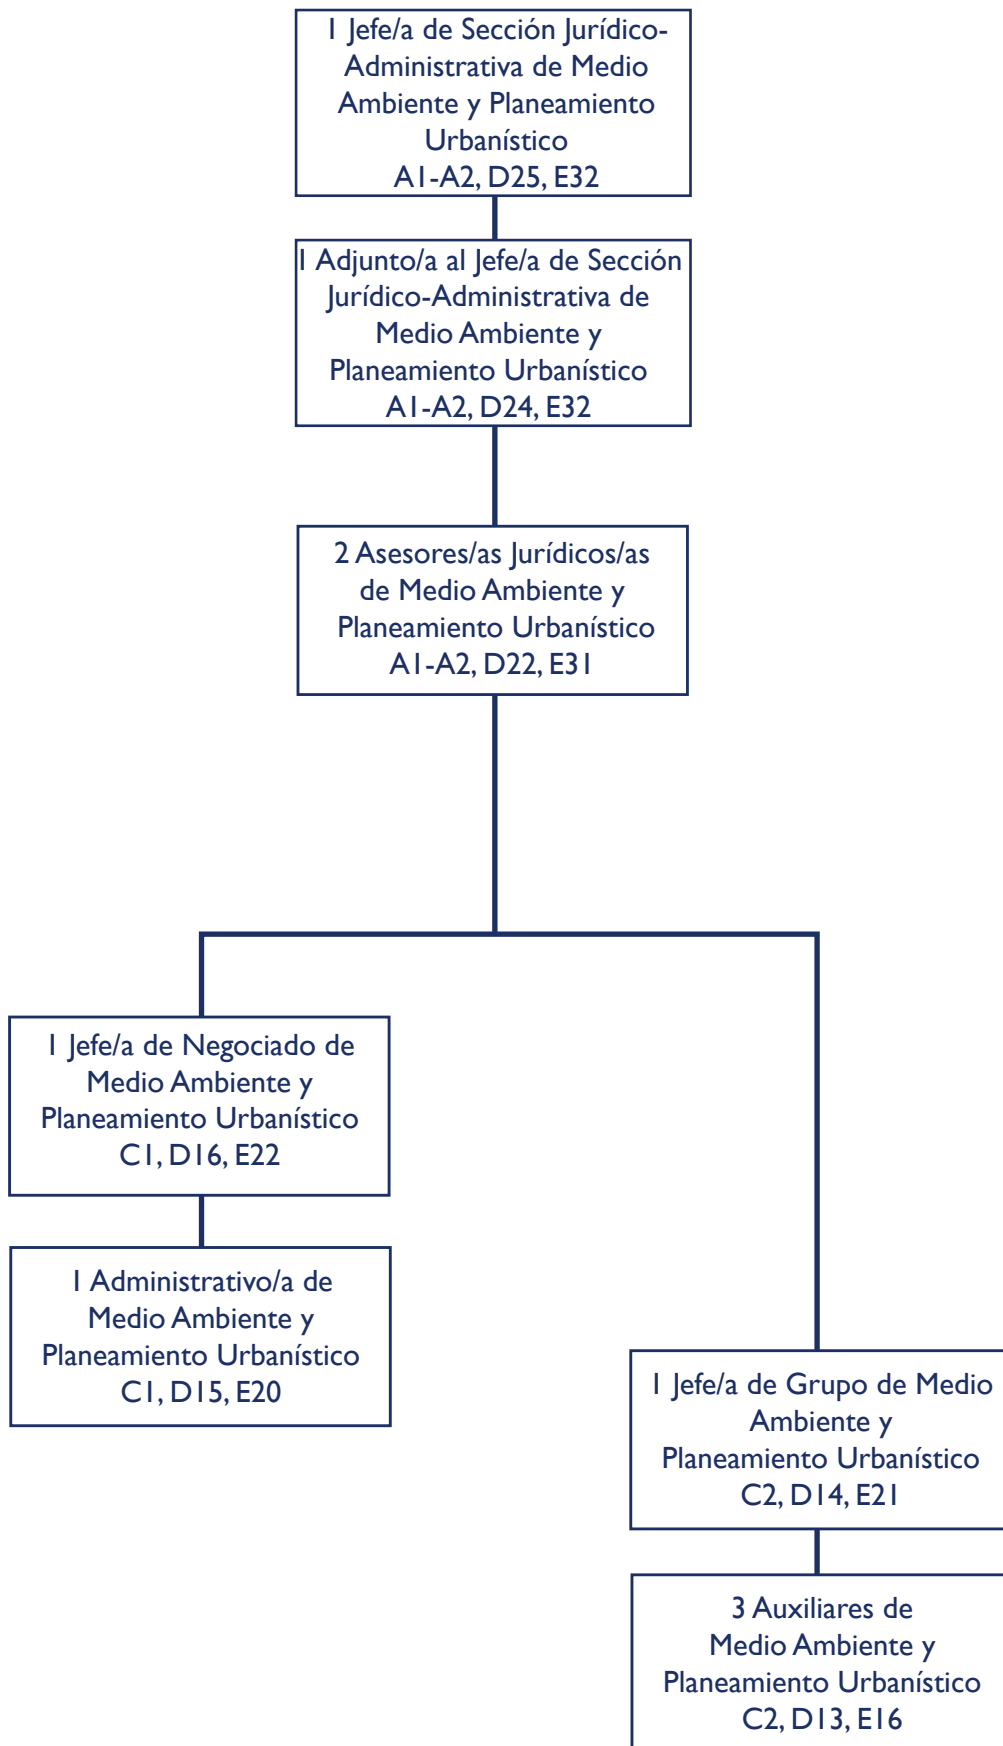 1 Jefe/a de Sección Jurídico-
Administrativa de Medio
Ambiente y Planeamiento
Urbanístico
A1-A2, D25, E32
1 Adjunto/a al Jefe/a de Sección
Jurídico-Administrativa de
Medio Ambiente y
Planeamiento Urbanístico
A1-A2, D24, E32
2 Asesores/as Jurídicos/as
de Medio Ambiente y
Planeamiento Urbanístico
A1-A2, D22, E31
1 Jefe/a de Negociado de
Medio Ambiente y
Planeamiento Urbanístico
C1, D16, E22
1 Administrativo/a de
Medio Ambiente y
Planeamiento Urbanístico
C1, D15, E20
1 Jefe/a de Grupo de Medio
Ambiente y
Planeamiento Urbanístico
C2, D14, E21
3 Auxiliares de
Medio Ambiente y
Planeamiento Urbanístico
C2, D13, E16